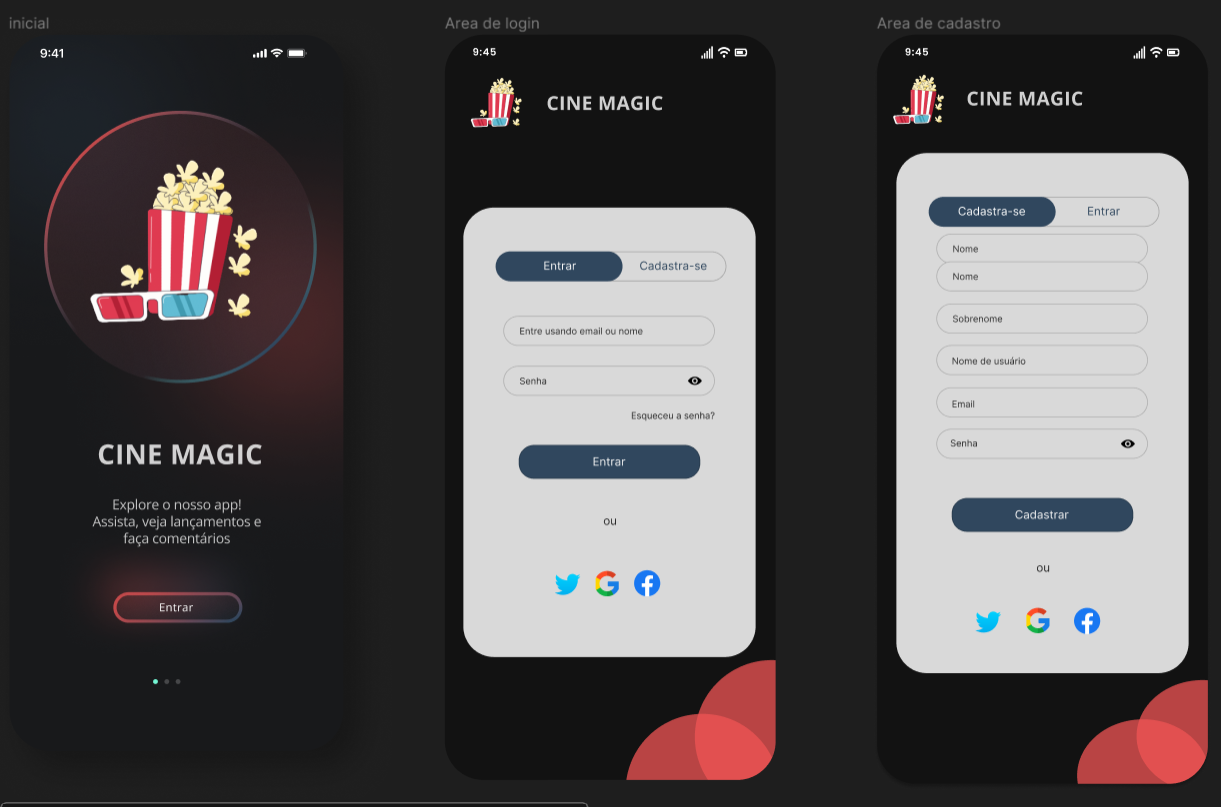 inicial
9:41
CINE MAGIC
Explore o nosso app!
Assista, veja lançamentos e
faça comentários
Entrar
Area de login
9:45
CINE MAGIC
Entrar Cadastra-se
Entre usando email ou nome
Senha
Esqueceu a senha?
Entrar
ou
Area de cadastro
9:45
CINE MAGIC
Cadastra-se Entrar
Nome
Nome
Sobrenome
Nome de usuário
Email
Senha
Cadastrar
ou